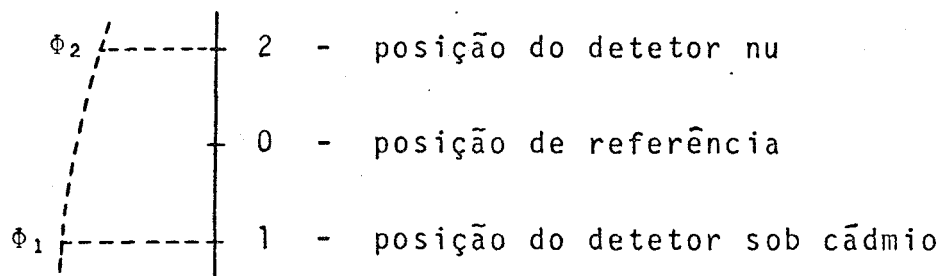 Φ2 2 - posição do detetor nu
0 - posição de referência
Φ1 1 - posição do detetor sob cádmio